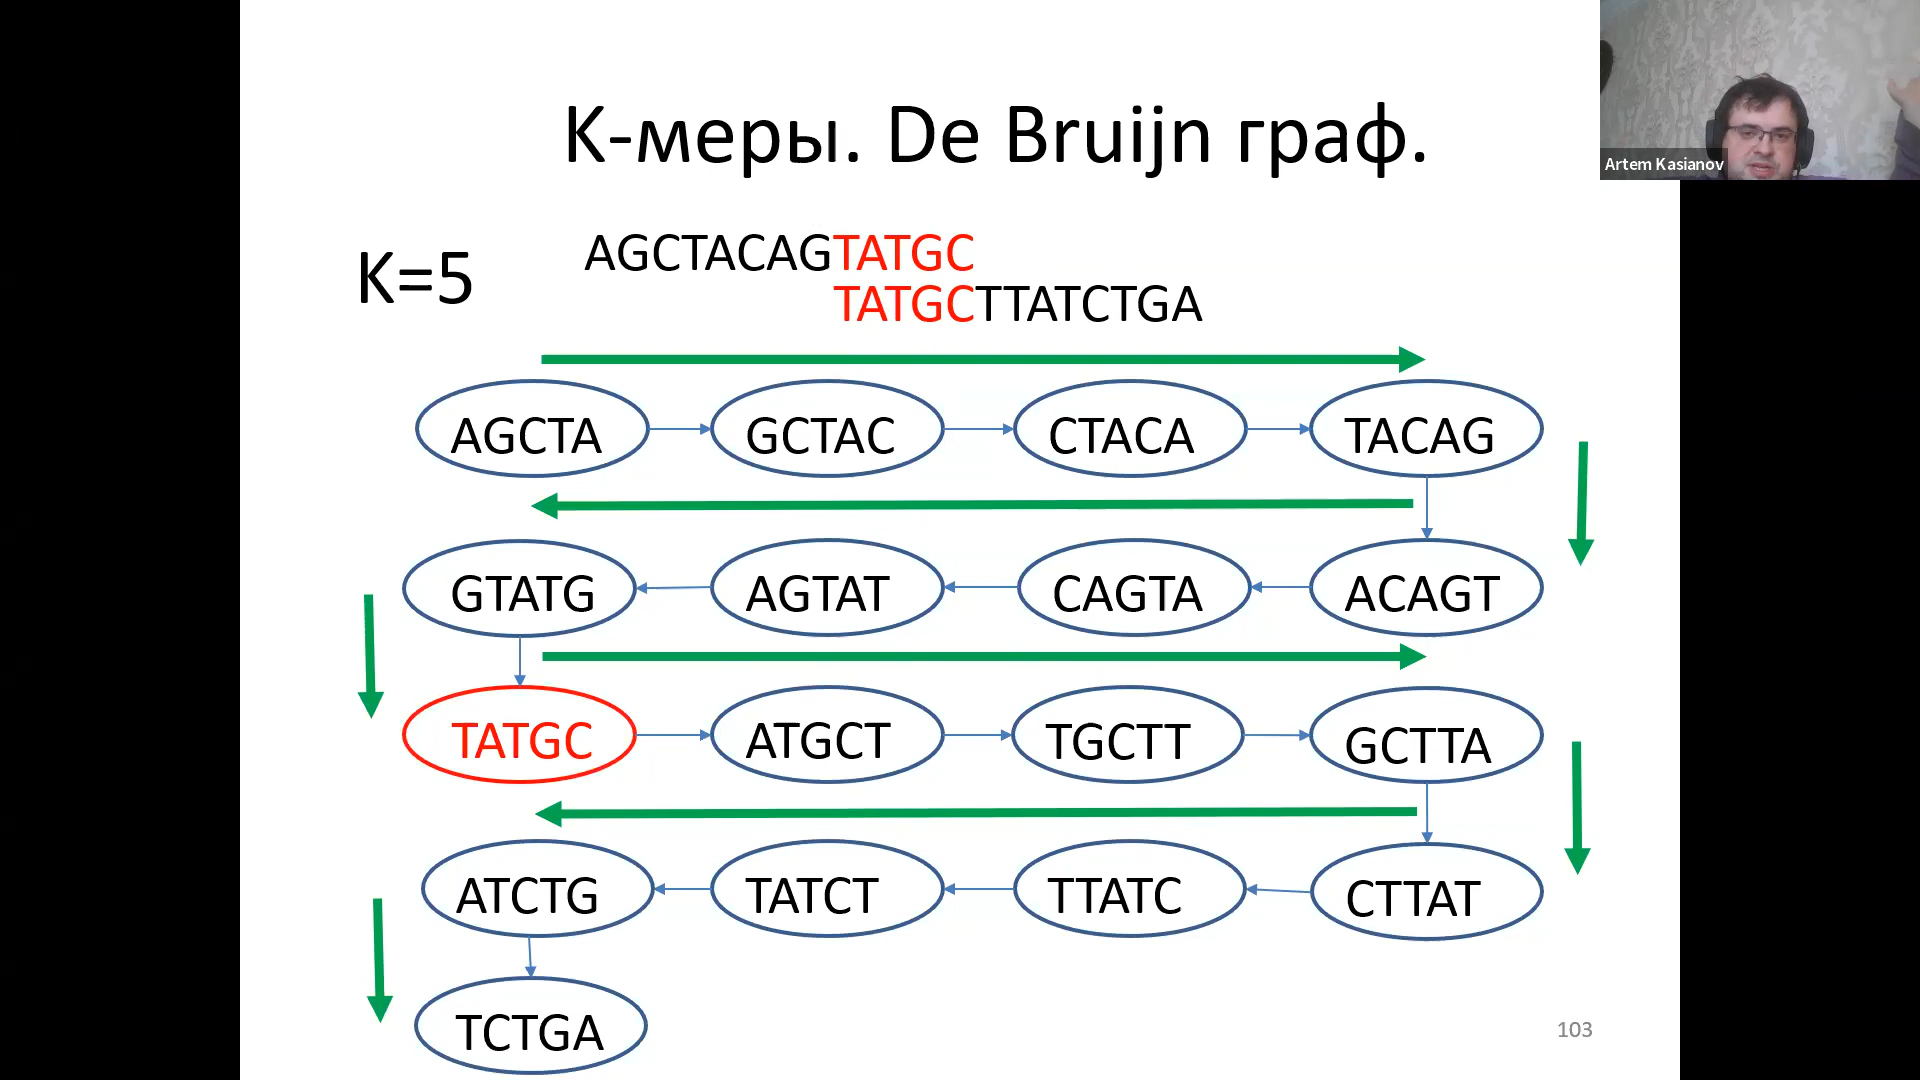 К-меры. De Bruijn граф.
Artem Kasianov
K=5
AGCTACAGTATGC
TATGCTTATCTGA
AGCTA GCTAC CTACA TACAG
GTATG AGTAT CAGTA ACAGT
TATGC ATGCT TGCTT GCTTA
ATCTG TATCT TTATC CTTAT
TCTGA
103